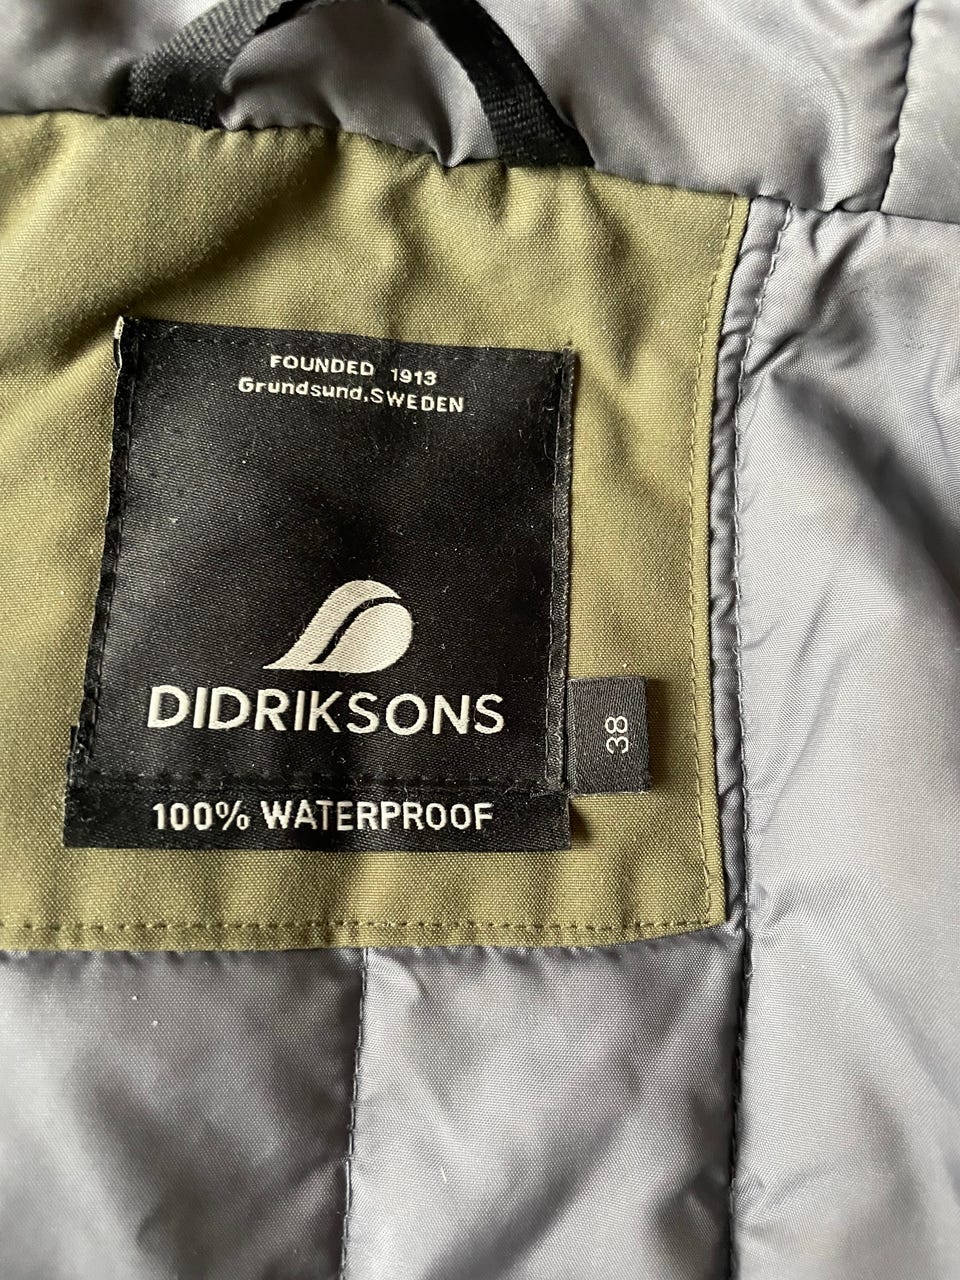 FOUNDED 1913
Grundsund.SWEDEN
DIDRIKSONS
38
100% WATERPROOF